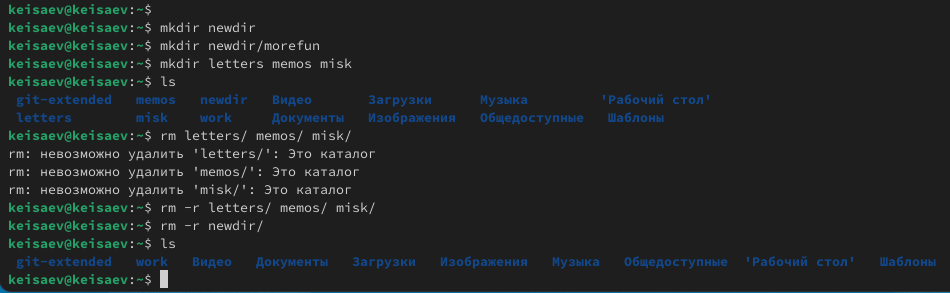 keisaev@keisaev:~$
keisaev@keisaev:~$ mkdir newdir
keisaev@keisaev:~$ mkdir newdir/morefun
keisaev@keisaev:~$ mkdir letters memos misk
keisaev@keisaev:~$ ls
git-extended memos newdir Видео Загрузки Музыка 'Рабочий стол'
letters misk work Документы Изображения Общедоступные Шаблоны
keisaev@keisaev:~$ rm letters/ memos/ misk/
rm: невозможно удалить 'letters/': Это каталог
rm: невозможно удалить 'memos/': Это каталог
rm: невозможно удалить 'misk/': Это каталог
keisaev@keisaev:~$ rm -r letters/ memos/ misk/
keisaev@keisaev:~$ rm -r newdir/
keisaev@keisaev:~$ ls
git-extended work Видео Документы Загрузки Изображения Музыка Общедоступные 'Рабочий стол' Шаблоны
keisaev@keisaev:~$